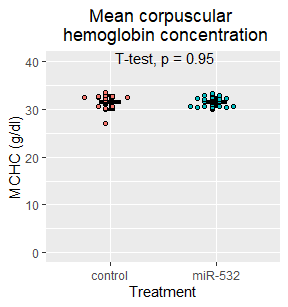 Mean corpuscular
hemoglobin concentration
T-test, p = 0.95
40
30
20
10
0
MCHC (g/dl)
control
miR-532
Treatment